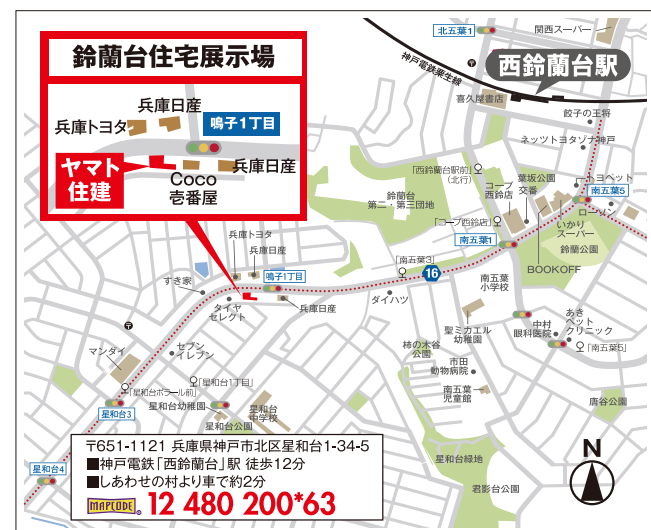 鈴蘭台住宅展示場
兵庫日産
兵庫トヨタ
鳴子1丁目
ヤマト
住建
兵庫日産
Coco
壱番屋
北五葉1
関西スーパー
神戸電鉄粟生線
西鈴蘭台駅
喜久屋書店
餃子の王将
ネッツトヨタゾナ神戸
「西鈴蘭台駅前」
(北行)
葉坂公園
交番
トヨペット
南五葉5
コープ
西鈴店
ローソン
鈴蘭台
第二・第三団地
「コープ西鈴店」
いかり
スーパー
鈴蘭公園
南五葉1
BOOKOFF
兵庫トヨタ
兵庫日産
「南五葉3」
16
鳴子1丁目
南五葉
小学校
すき家
タイヤ
セレクト
兵庫日産
ダイハツ
聖ミカエル
幼稚園
あき
ペット
クリニック
中村
眼科医院
「南五葉5」
柿の木谷
公園
市田
動物病院
セブン
イレブン
マンダイ
南五葉
児童館
唐谷公園
「星和台ポラール前」
「星和台1丁目」
星和台3
星和台幼稚園
星和台
中学校
星和台公園
星和台4
星和台緑地
君影台公園
N
〒651-1121 兵庫県神戸市北区星和台1-34-5
■神戸電鉄「西鈴蘭台」駅 徒歩12分
■しあわせの村より車で約2分
MAPCODE® 12 480 200*63